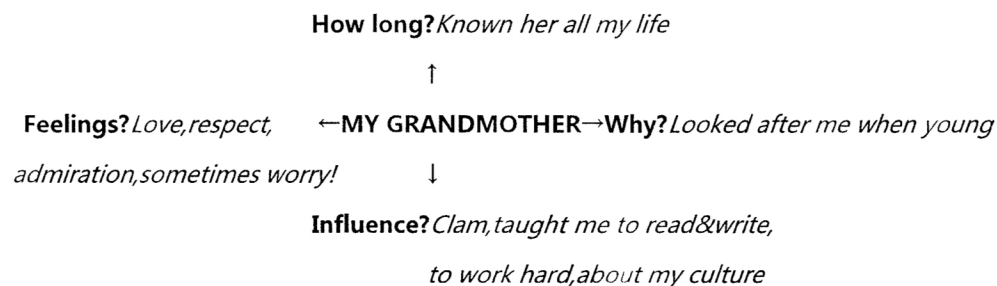 How long?Known her all my life
↑
Feelings?Love,respect, ←MY GRANDMOTHER→Why?Looked after me when young
admiration,sometimes worry! ↓
Influence?Clam,taught me to read&write,
to work hard,about my culture